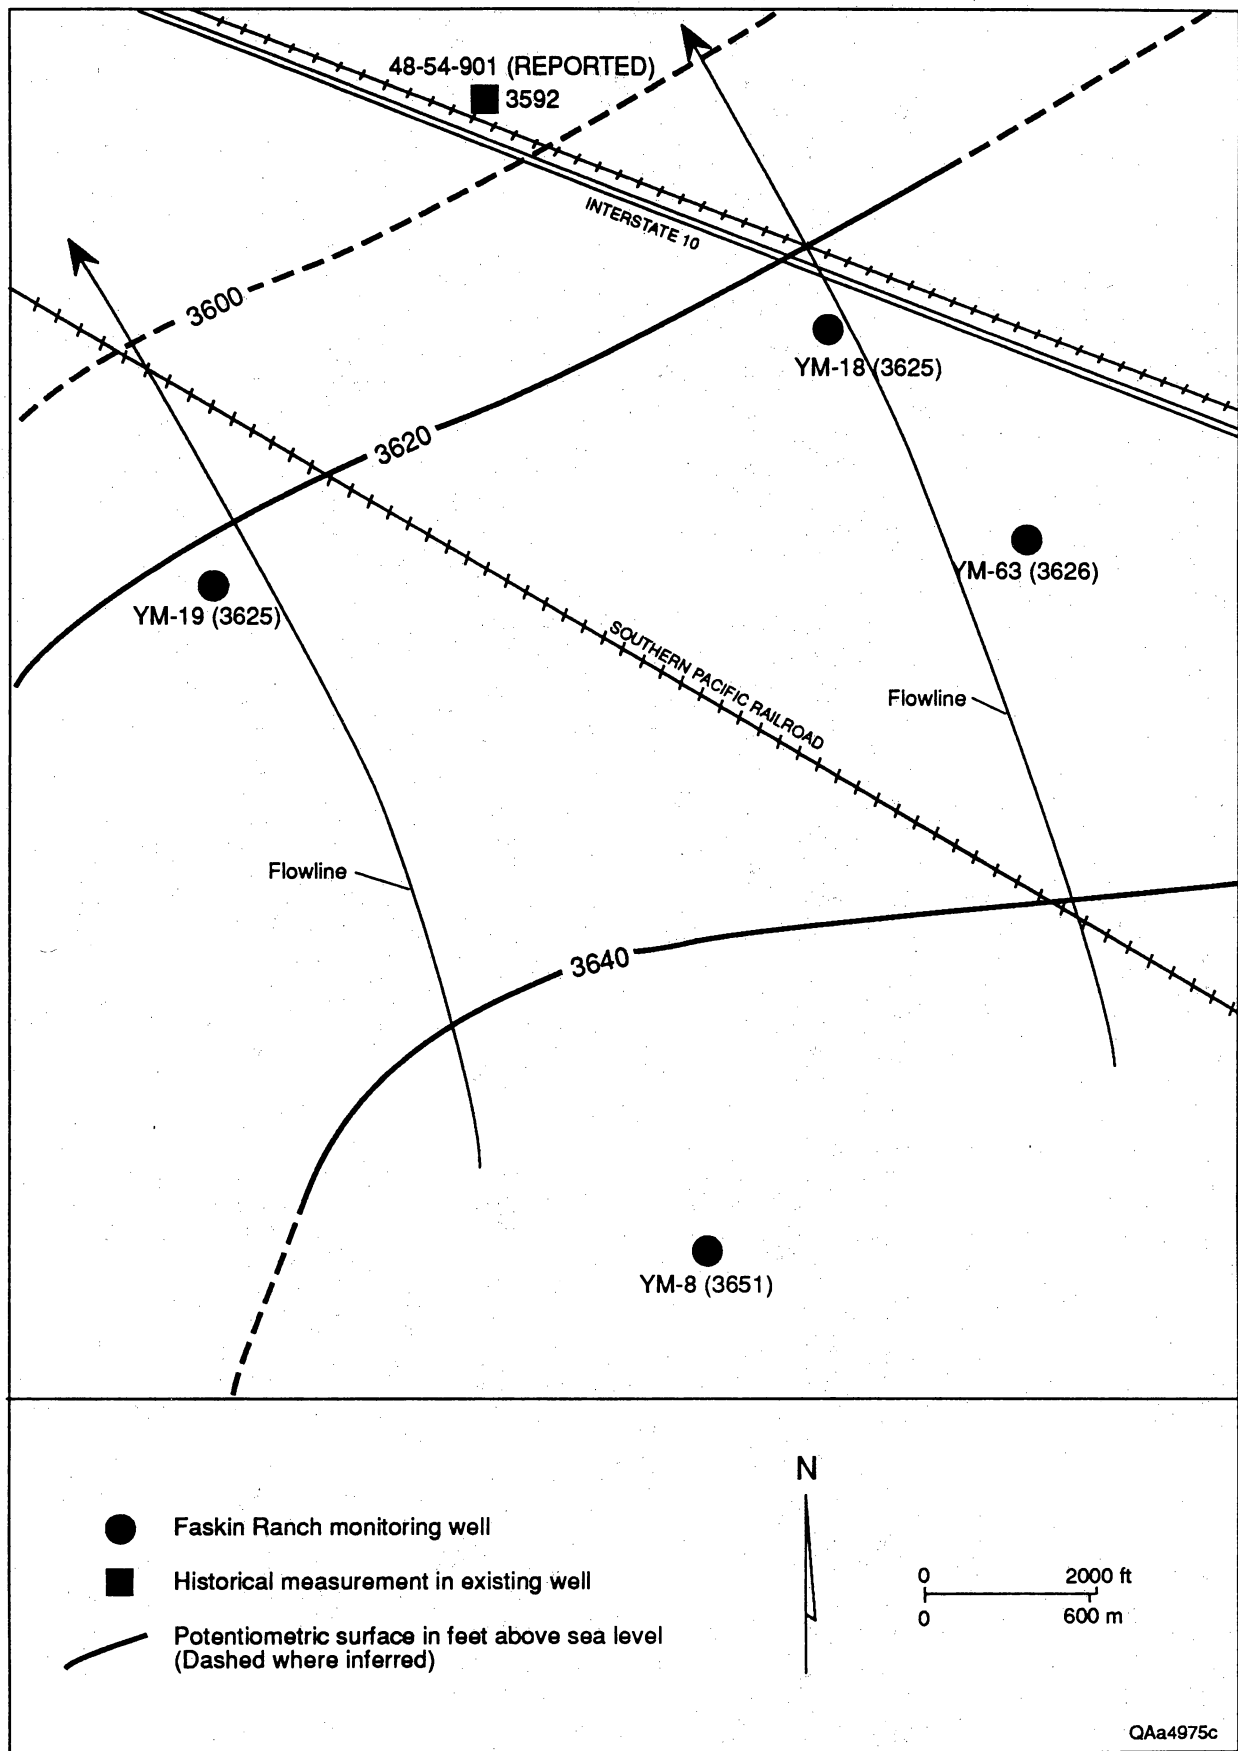 48-54-901 (REPORTED)
3592
INTERSTATE 10
3600
YM-18 (3625)
3620
YM-63 (3626)
YM-19 (3625)
SOUTHERN PACIFIC RAILROAD
Flowline
Flowline
3640
YM-8 (3651)
N
Faskin Ranch monitoring well
Historical measurement in existing well
Potentiometric surface in feet above sea level
(Dashed where inferred)
0 2000 ft
0 600 m
QAa4975c